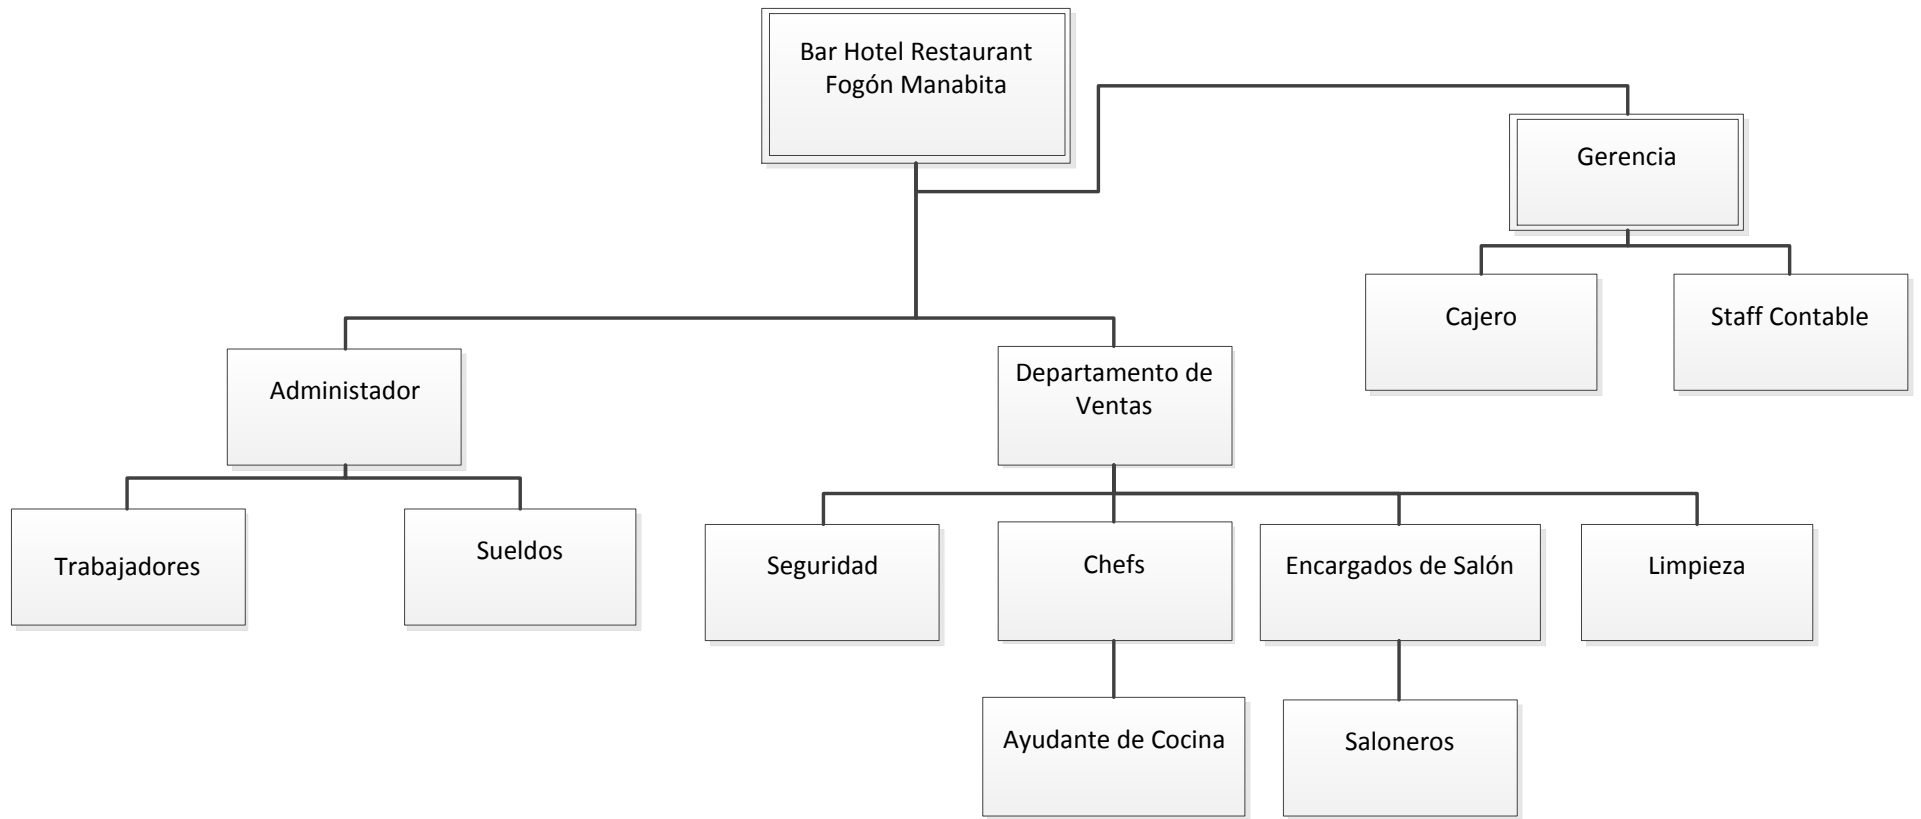 Bar Hotel Restaurant
Fogón Manabita
Gerencia
Cajero
Staff Contable
Administador
Departamento de
Ventas
Trabajadores
Sueldos
Seguridad
Chefs
Encargados de Salón
Limpieza
Ayudante de Cocina
Saloneros